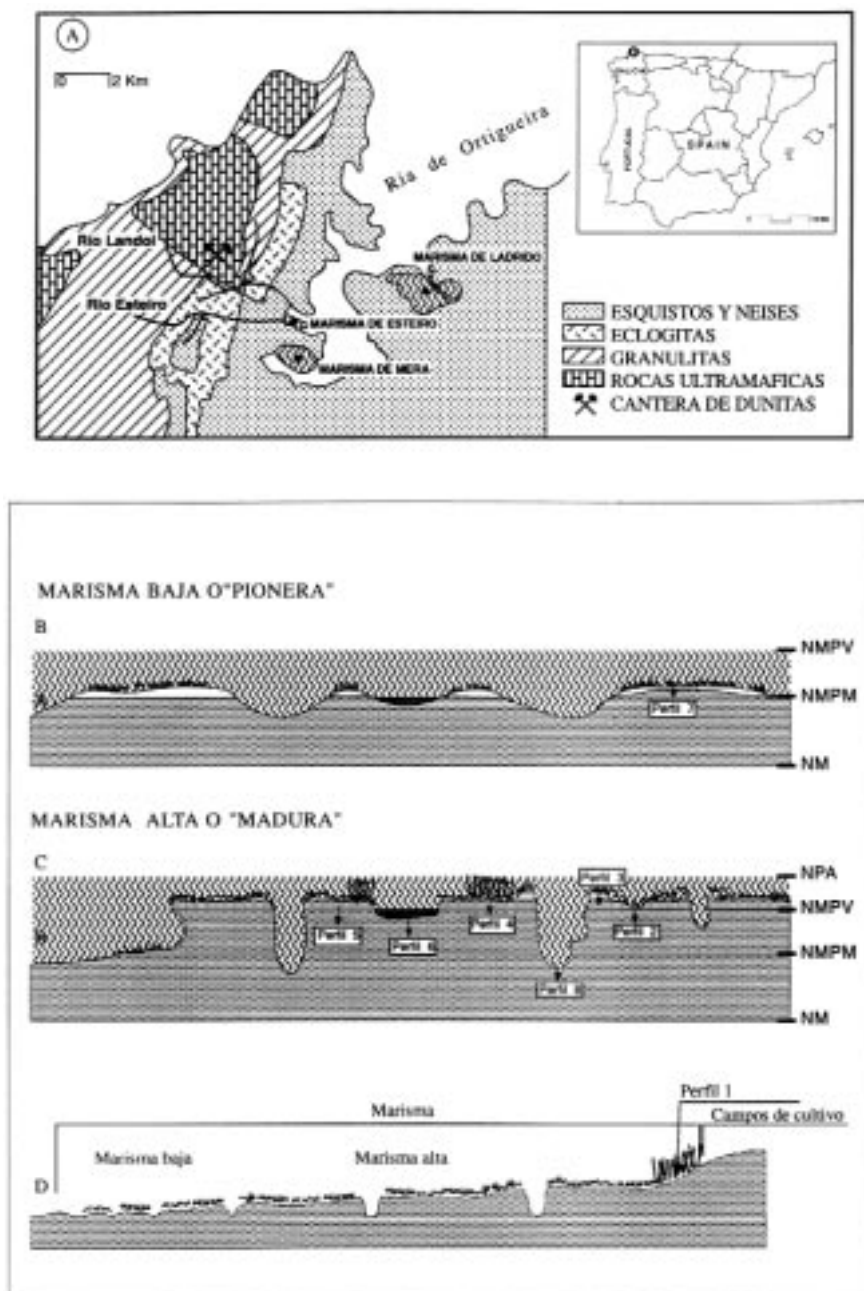 A
0 2 Km
Ria de Ortigueira
PORTUGAL
SPAIN
Rio Landoi
Rio Esteiro
MARISMA DE LADRIDO
MARISMA DE ESTEIRO
MARISMA DE MERA
ESQUISTOS Y NEISES
ECLOGITAS
GRANULITAS
ROCAS ULTRAMAFICAS
CANTERA DE DUNITAS
MARISMA BAJA O"PIONERA"
B
NMPV
A
NMPM
Perfil 7
NM
MARISMA ALTA O "MADURA"
C
Perfil 3
NPA
NMPV
Perfil 5
Perfil 6
Perfil 4
Perfil 2
NMPM
Perfil 8
NM
Perfil 1
Marisma
Campos de cultivo
Marisma baja
Marisma alta
D